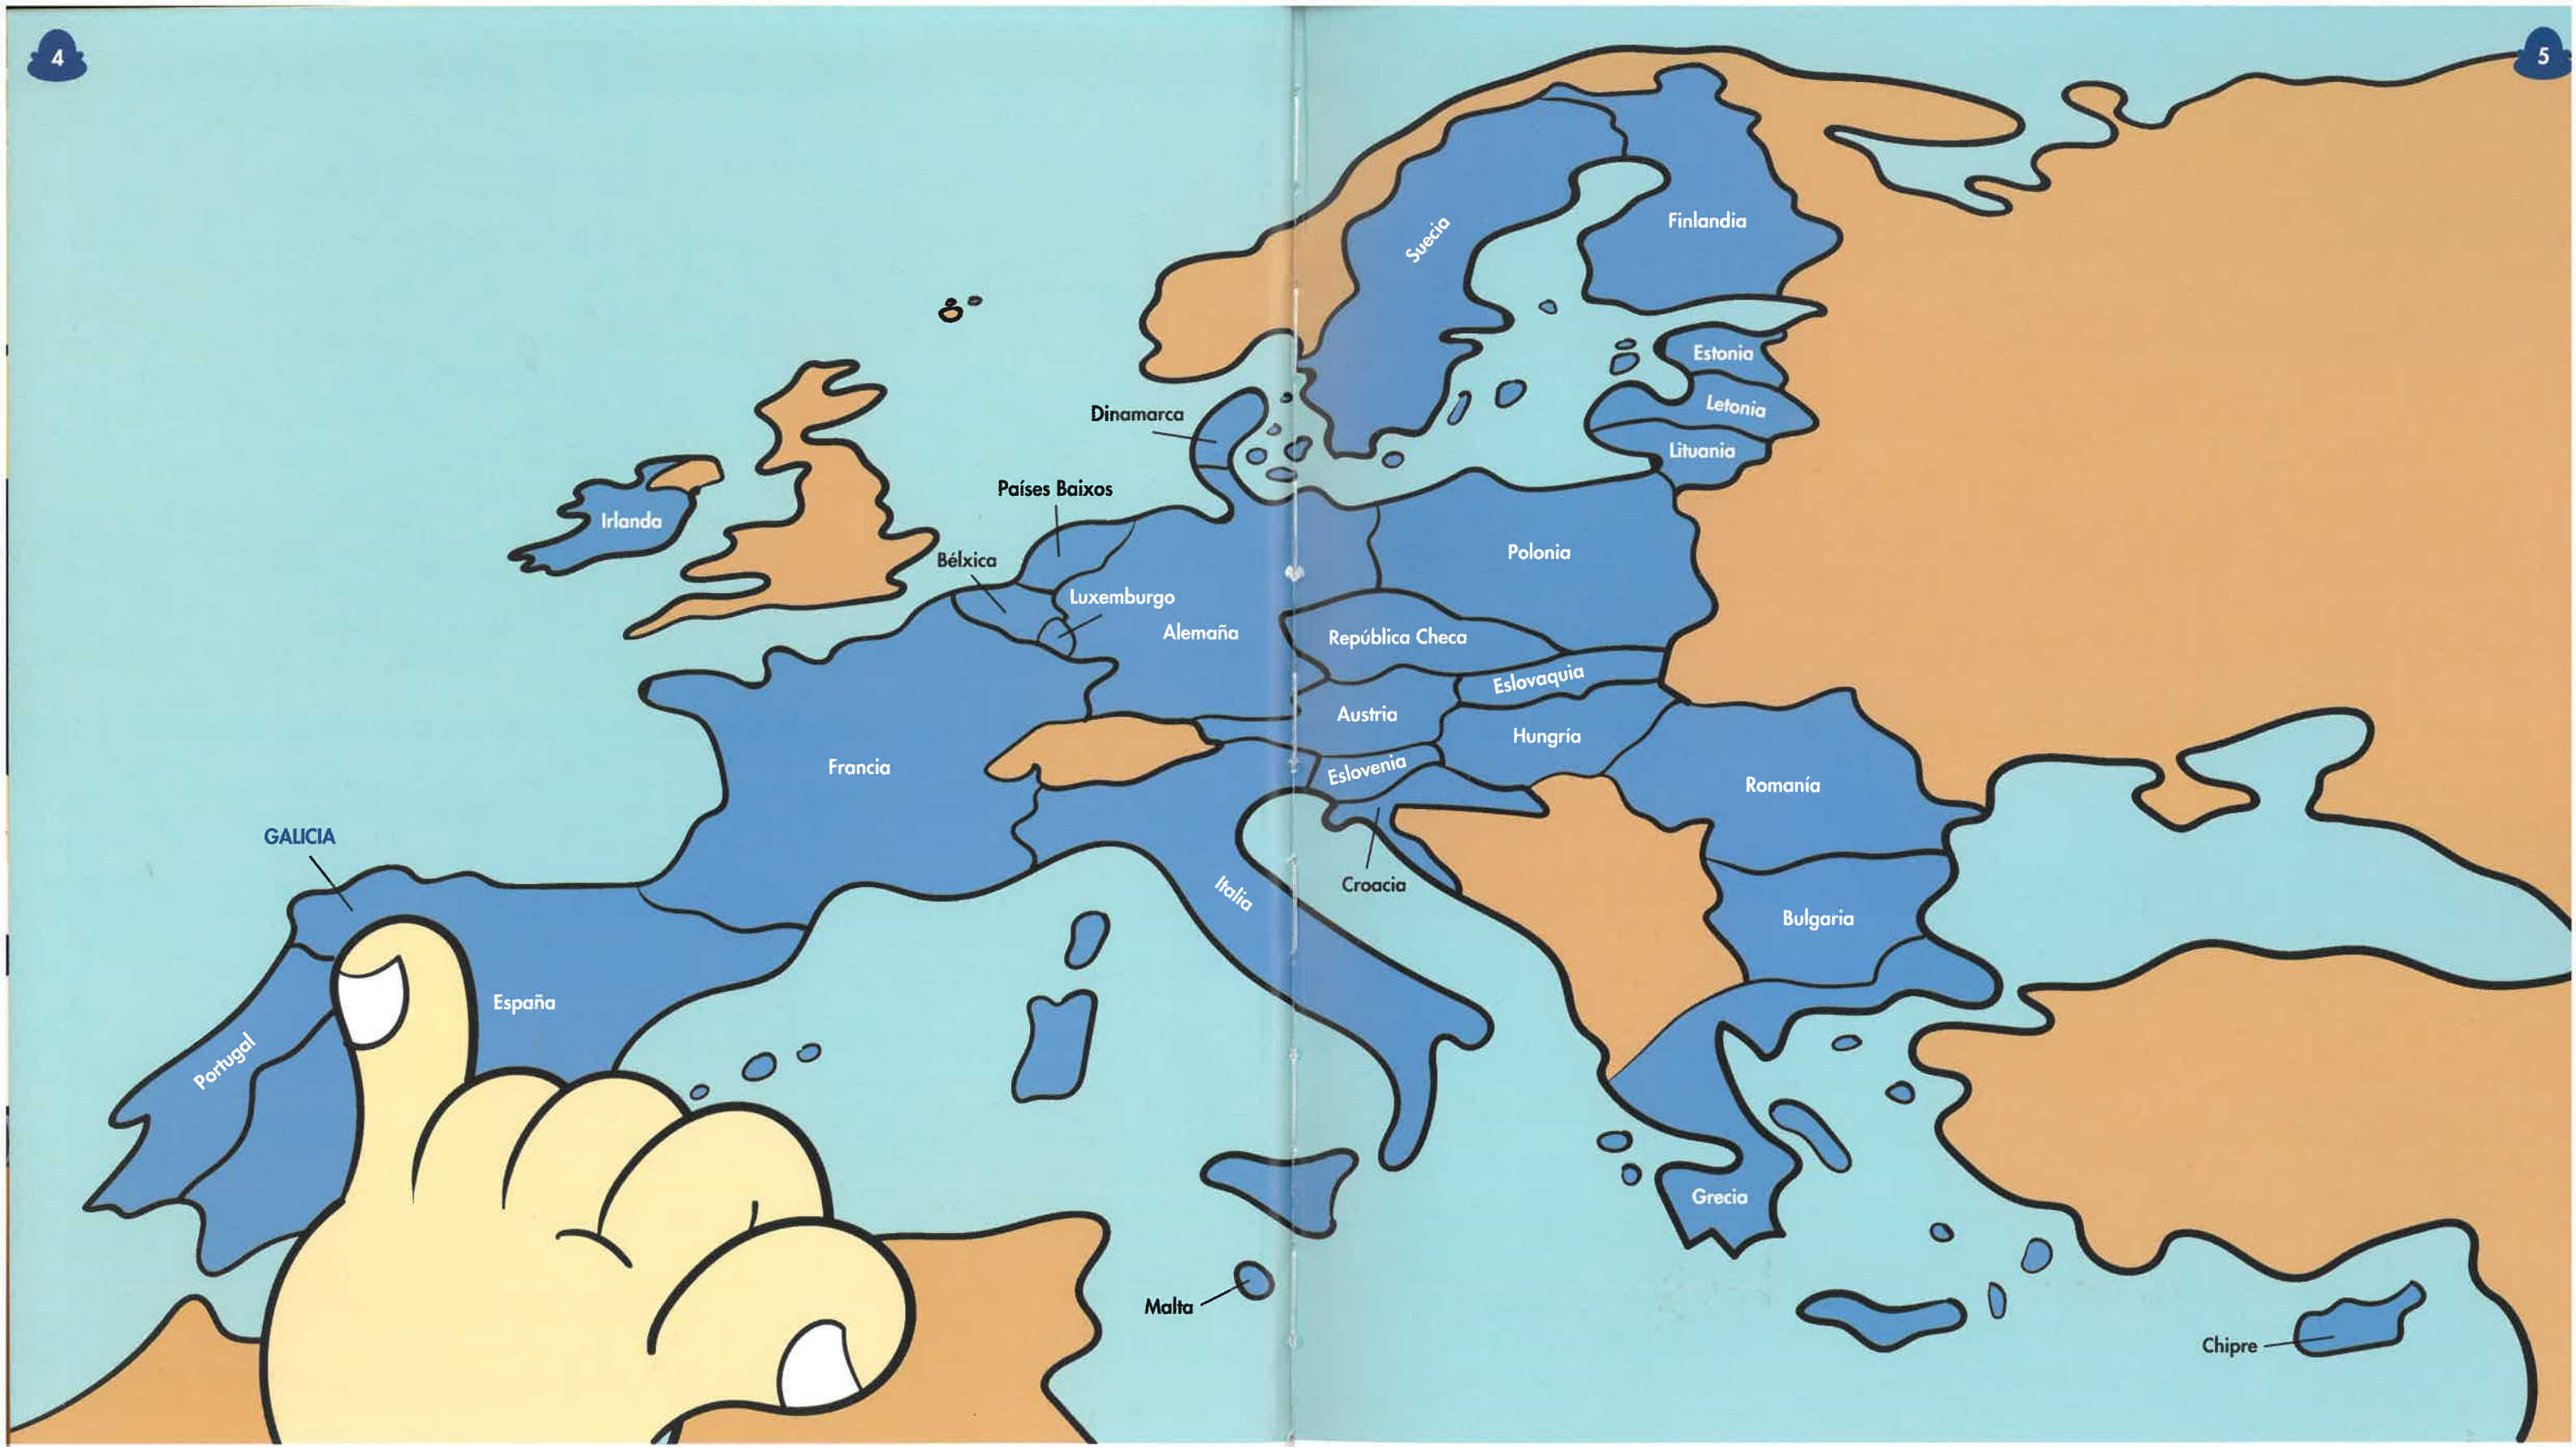 4
5
Suecia
Finlandia
Estonia
Letonia
Lituania
Dinamarca
Países Baixos
Irlanda
Bélxica
Luxemburgo
Alemaña
Polonia
República Checa
Eslovaquia
Austria
Hungría
Eslovenia
Francia
Romanía
GALICIA
Croacia
Italia
Bulgaria
España
Portugal
Grecia
Malta
Chipre